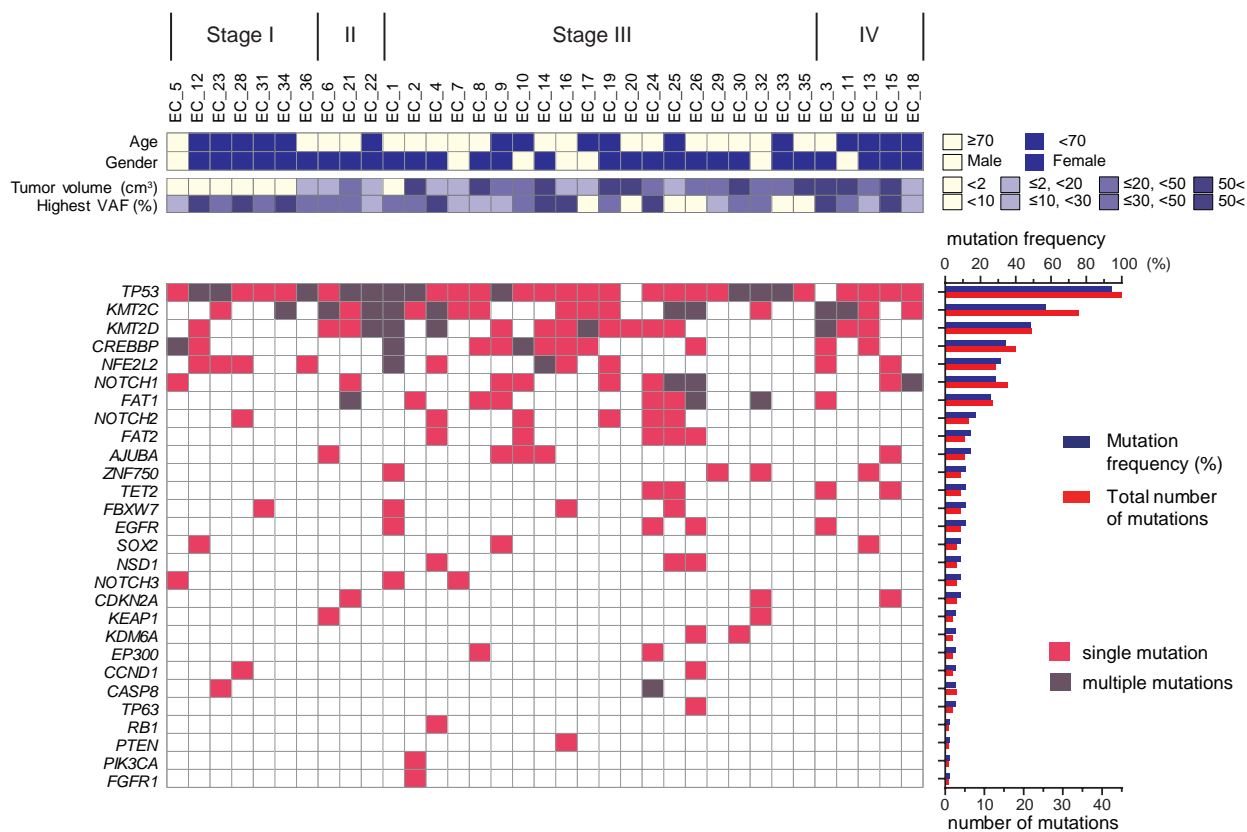 Stage I II Stage III IV
EC_5 EC_12 EC_23 EC_28 EC_31 EC_34 EC_36 EC_6 EC_21 EC_22 EC_1 EC_2 EC_4 EC_7 EC_8 EC_9 EC_10 EC_14 EC_16 EC_17 EC_19 EC_20 EC_24 EC_25 EC_26 EC_29 EC_30 EC_32 EC_33 EC_35 EC_3 EC_11 EC_13 EC_15 EC_18
Age
Gender
Tumor volume (cm³)
Highest VAF (%)
≥70 <70
Male Female
<2 ≤2, <20 ≤20, <50 50<
<10 ≤10, <30 ≤30, <50 50<
mutation frequency
0 20 40 60 80 100 (%)
TP53
KMT2C
KMT2D
CREBBP
NFE2L2
NOTCH1
FAT1
NOTCH2
FAT2
AJUBA
ZNF750
TET2
FBXW7
EGFR
SOX2
NSD1
NOTCH3
CDKN2A
KEAP1
KDM6A
EP300
CCND1
CASP8
TP63
RB1
PTEN
PIK3CA
FGFR1
Mutation
frequency (%)
Total number
of mutations
single mutation
multiple mutations
0 10 20 30 40
number of mutations